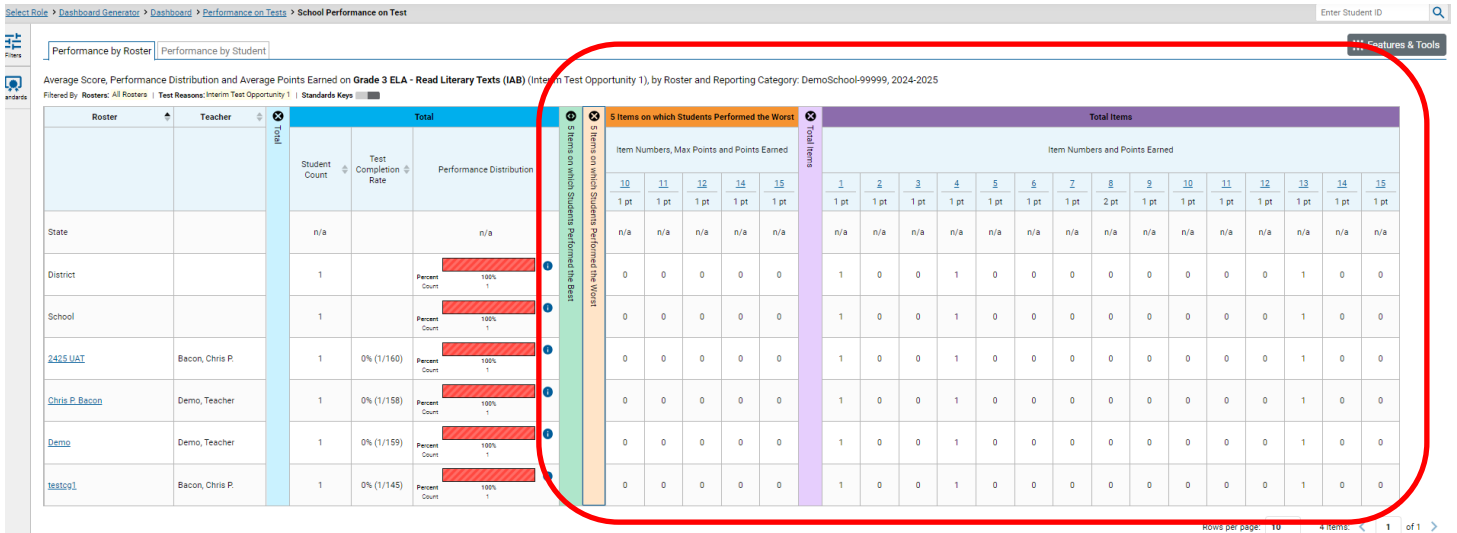 Select Role > Dashboard Generator > Dashboard > Performance on Tests > School Performance on Test
Enter Student ID
Filters
Performance by Roster Performance by Student
Features & Tools
Average Score, Performance Distribution and Average Points Earned on Grade 3 ELA - Read Literary Texts (IAB) (Interim Test Opportunity 1), by Roster and Reporting Category: DemoSchool-99999, 2024-2025
andards
Filtered By Rosters: All Rosters | Test Reasons: Interim Test Opportunity 1 | Standards Keys
Roster Teacher Total Total 5 Items on which Students Performed the Best 5 Items on which Students Performed the Worst 5 Items on which Students Performed the Worst Total Items Total Items
Student Count Test Completion Rate Performance Distribution Item Numbers, Max Points and Points Earned Item Numbers and Points Earned
10 11 12 14 15 1 2 3 4 5 6 7 8 9 10 11 12 13 14 15
1 pt 1 pt 1 pt 1 pt 1 pt 1 pt 1 pt 1 pt 1 pt 1 pt 1 pt 1 pt 2 pt 1 pt 1 pt 1 pt 1 pt 1 pt 1 pt 1 pt
State n/a n/a n/a n/a n/a n/a n/a n/a n/a n/a n/a n/a n/a n/a n/a n/a n/a n/a n/a n/a n/a n/a
District 1 Percent 100% Count 1 0 0 0 0 0 1 0 0 1 0 0 0 0 0 0 0 0 1 0 0
School 1 Percent 100% Count 1 0 0 0 0 0 1 0 0 1 0 0 0 0 0 0 0 0 1 0 0
2425 UAT Bacon, Chris P. 1 0% (1/160) Percent 100% Count 1 0 0 0 0 0 1 0 0 1 0 0 0 0 0 0 0 0 1 0 0
Chris P. Bacon Demo, Teacher 1 0% (1/158) Percent 100% Count 1 0 0 0 0 0 1 0 0 1 0 0 0 0 0 0 0 0 1 0 0
Demo Demo, Teacher 1 0% (1/159) Percent 100% Count 1 0 0 0 0 0 1 0 0 1 0 0 0 0 0 0 0 0 1 0 0
testcg1 Bacon, Chris P. 1 0% (1/145) Percent 100% Count 1 0 0 0 0 0 1 0 0 1 0 0 0 0 0 0 0 0 1 0 0
Rows per page: 10 4 items. 1 of 1